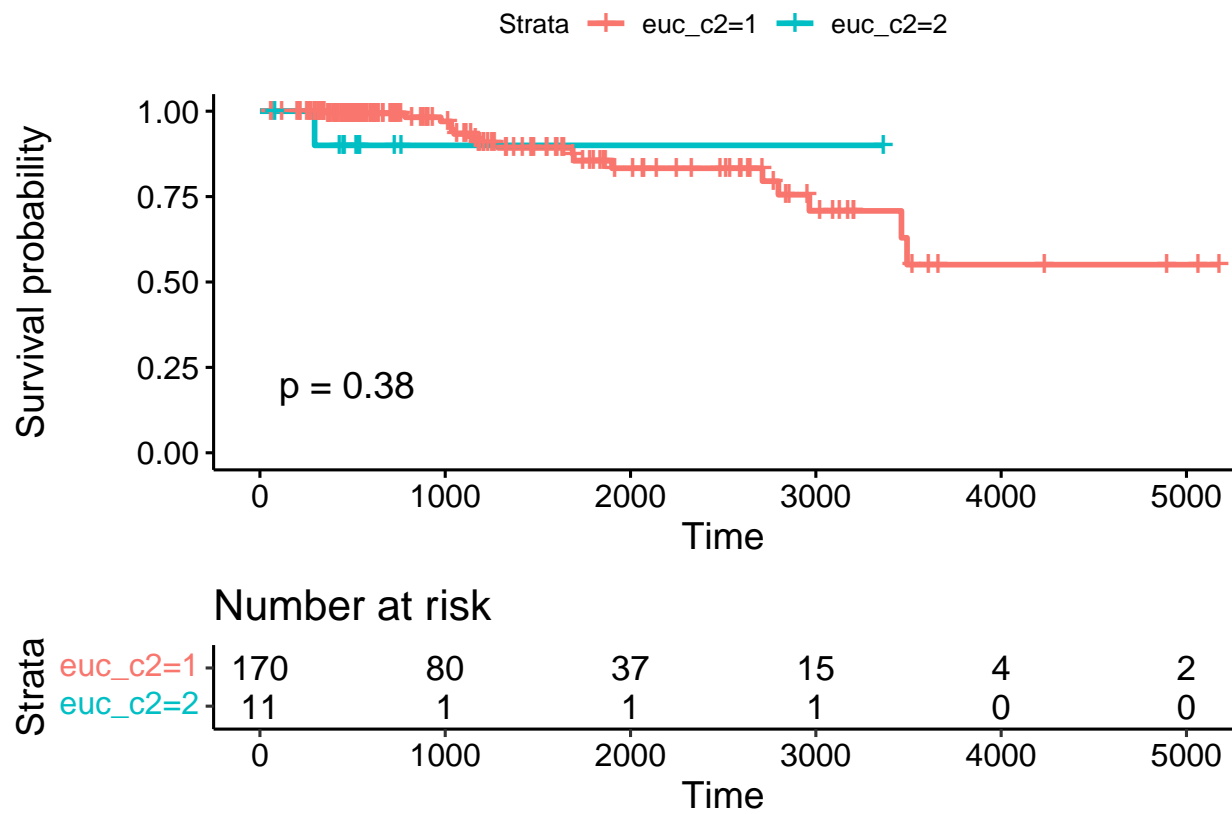 Strata euc_c2=1 euc_c2=2
Survival probability
1.00
0.75
0.50
0.25
0.00
p = 0.38
0 1000 2000 3000 4000 5000
Time
Number at risk
Strata
euc_c2=1 170 80 37 15 4 2
euc_c2=2 11 1 1 1 0 0
0 1000 2000 3000 4000 5000
Time